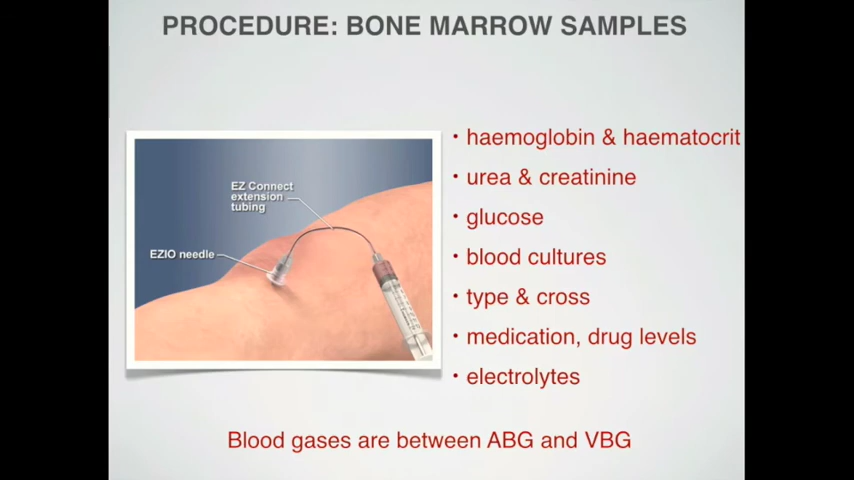 PROCEDURE: BONE MARROW SAMPLES
EZ Connect
extension
tubing
EZIO needle
• haemoglobin & haematocrit
• urea & creatinine
• glucose
• blood cultures
• type & cross
• medication, drug levels
• electrolytes
Blood gases are between ABG and VBG